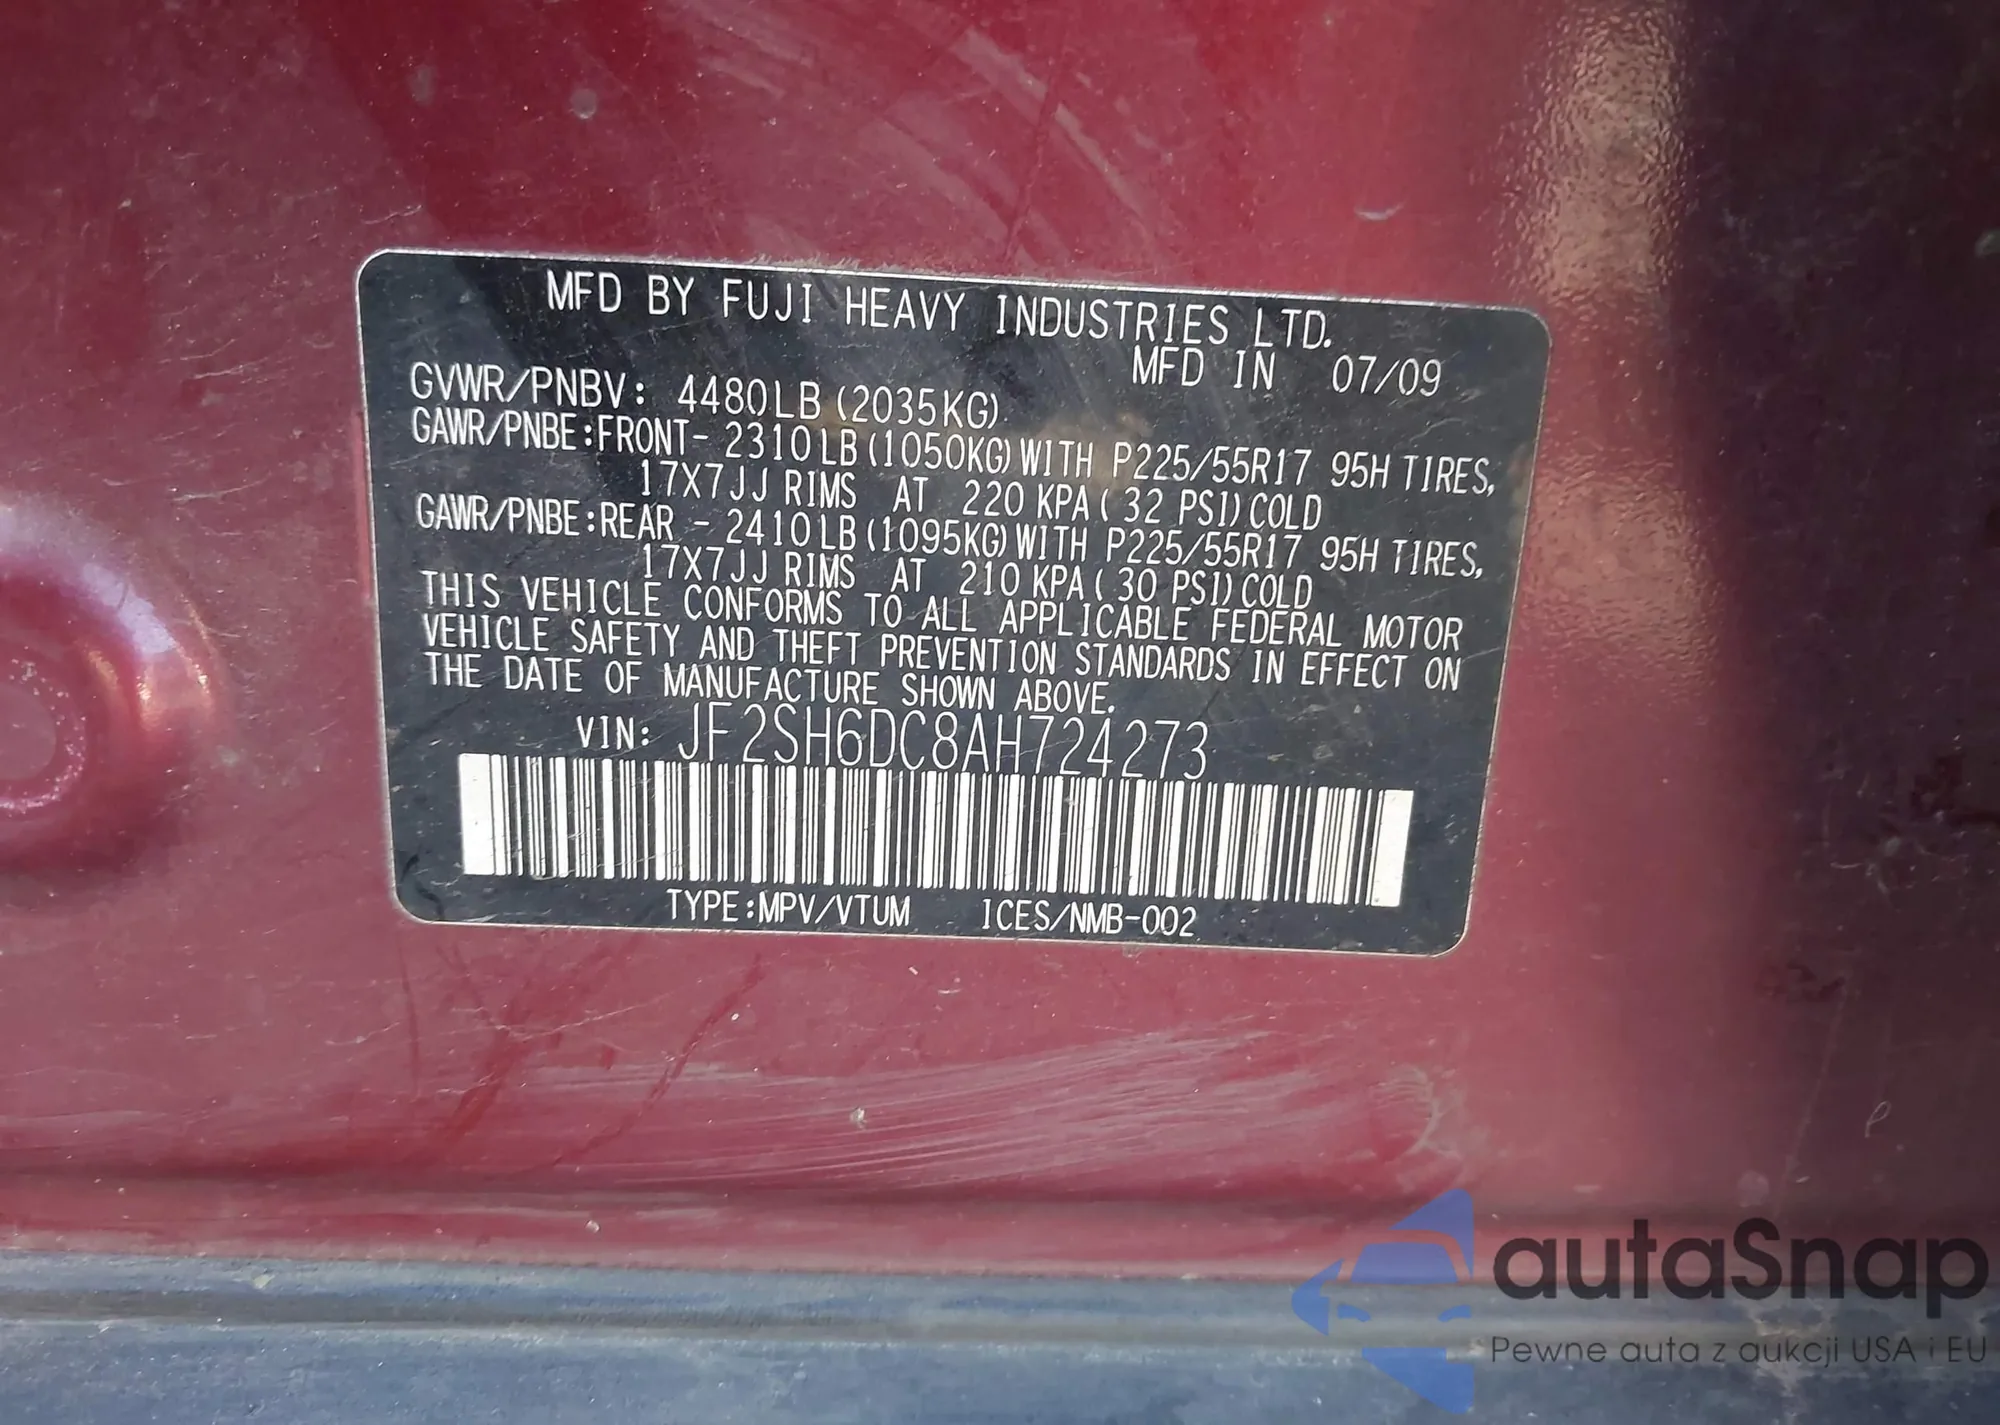 MFD BY FUJI HEAVY INDUSTRIES LTD.
MFD IN 07/09
GVWR/PNBV: 4480LB (2035KG)
GAWR/PNBE:FRONT- 2310LB (1050KG) WITH P225/55R17 95H TIRES,
17X7JJ RIMS AT 220 KPA ( 32 PSI) COLD
GAWR/PNBE:REAR - 2410LB (1095KG) WITH P225/55R17 95H TIRES,
17X7JJ RIMS AT 210 KPA ( 30 PSI) COLD
THIS VEHICLE CONFORMS TO ALL APPLICABLE FEDERAL MOTOR
VEHICLE SAFETY AND THEFT PREVENTION STANDARDS IN EFFECT ON
THE DATE OF MANUFACTURE SHOWN ABOVE.
VIN: JF2SH6DC8AH724273
TYPE:MPV/VTUM ICES/NMB-002
autaSnap
Pewne auta z aukcji USA i EU